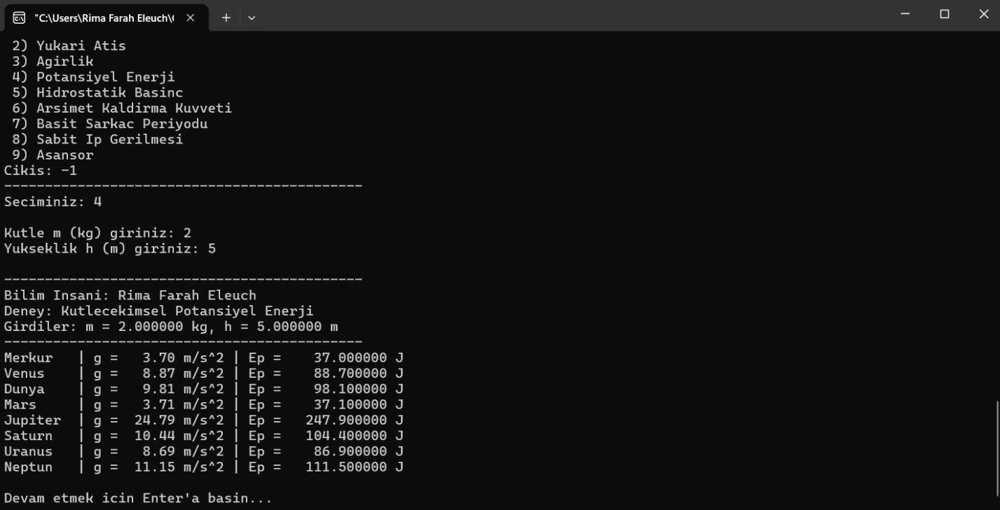 "C:\Users\Rima Farah Eleuch\
2) Yukari Atis
3) Agirlik
4) Potansiyel Enerji
5) Hidrostatik Basinc
6) Arsimet Kaldirma Kuvveti
7) Basit Sarkac Periyodu
8) Sabit Ip Gerilmesi
9) Asansor
Cikis: -1
--------------------------------------------
Seciminiz: 4
Kutle m (kg) giriniz: 2
Yukseklik h (m) giriniz: 5
--------------------------------------------
Bilim Insani: Rima Farah Eleuch
Deney: Kutlecekimsel Potansiyel Enerji
Girdiler: m = 2.000000 kg, h = 5.000000 m
--------------------------------------------
Merkur   | g =   3.70 m/s^2 | Ep =    37.000000 J
Venus    | g =   8.87 m/s^2 | Ep =    88.700000 J
Dunya    | g =   9.81 m/s^2 | Ep =    98.100000 J
Mars     | g =   3.71 m/s^2 | Ep =    37.100000 J
Jupiter  | g =  24.79 m/s^2 | Ep =   247.900000 J
Saturn   | g =  10.44 m/s^2 | Ep =   104.400000 J
Uranus   | g =   8.69 m/s^2 | Ep =    86.900000 J
Neptun   | g =  11.15 m/s^2 | Ep =   111.500000 J
Devam etmek icin Enter'a basin...